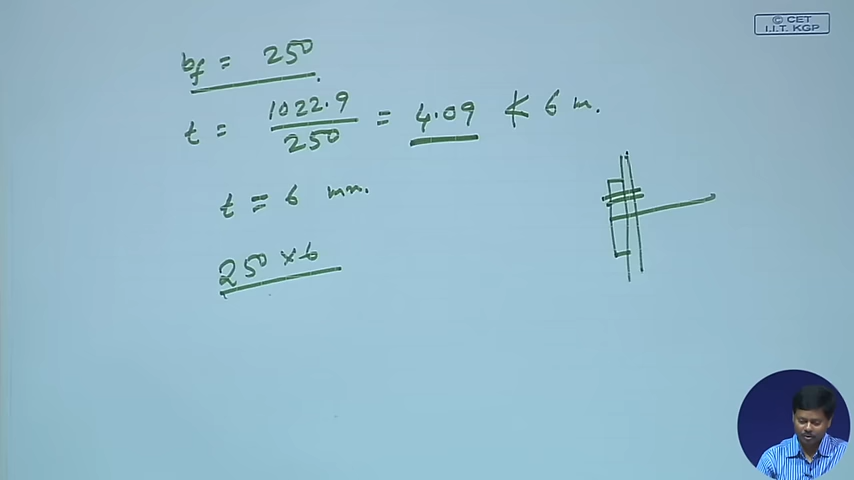 © CET
I.I.T. KGP
bf = 250
t = 1022.9 / 250 = 4.09 ≮ 6 m.
t = 6 mm.
250 × 6